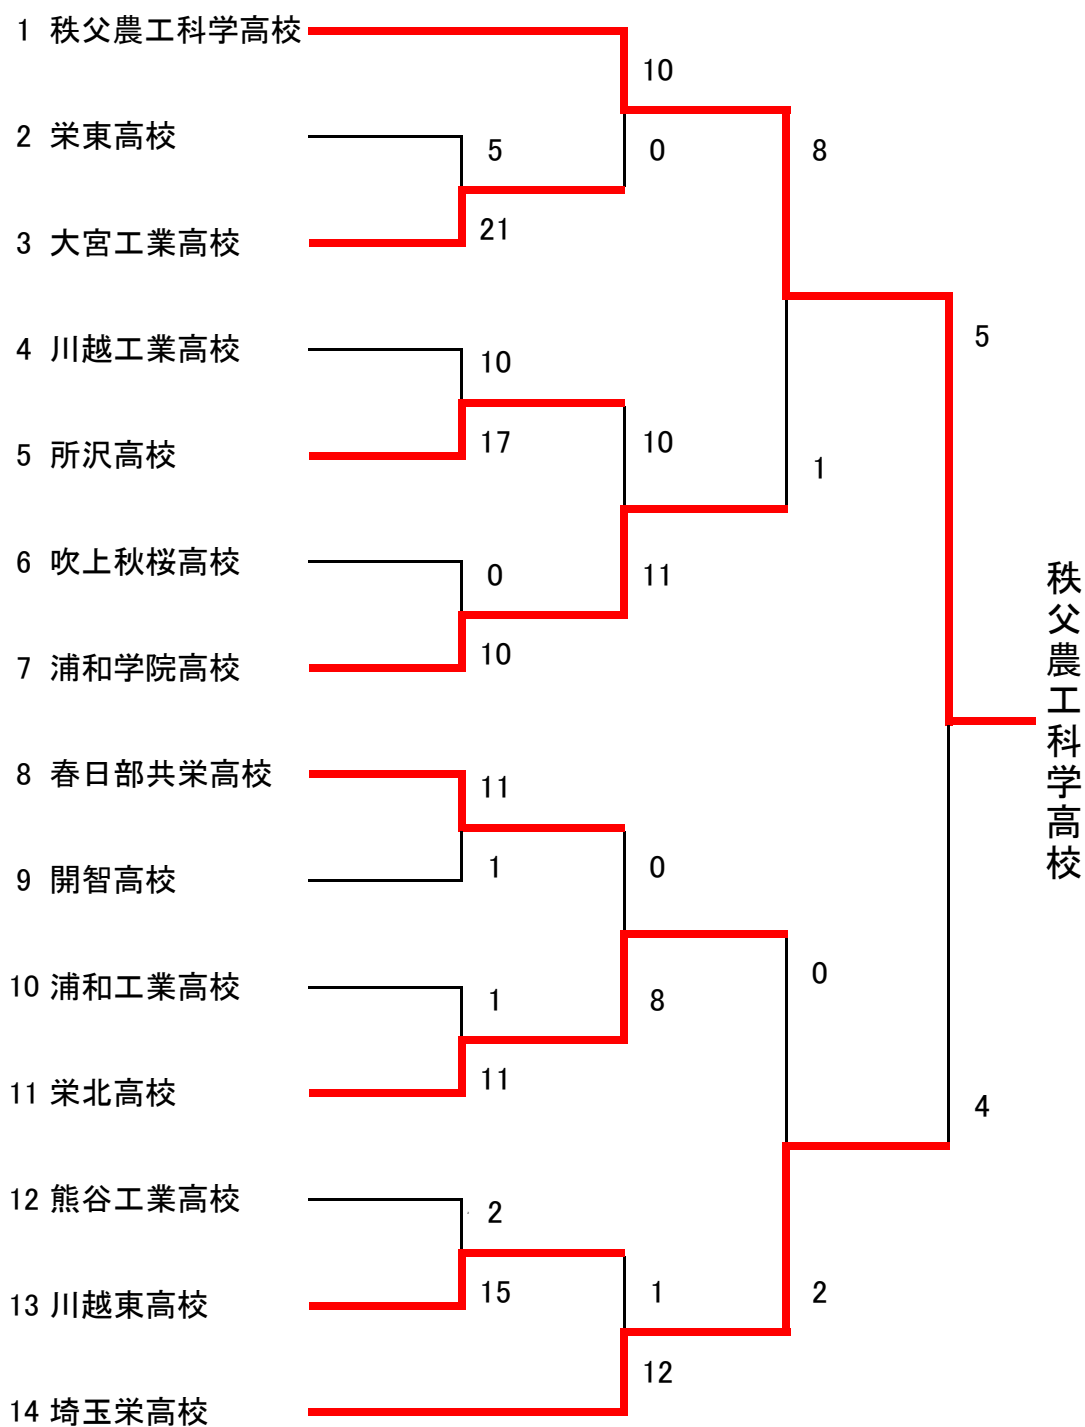 1 秩父農工科学高校
10
2 栄東高校
5
0
8
3 大宮工業高校
21
4 川越工業高校
10
5
5 所沢高校
17
10
1
6 吹上秋桜高校
0
11
7 浦和学院高校
10
秩父農工科学高校
8 春日部共栄高校
11
9 開智高校
1
0
10 浦和工業高校
1
8
0
11 栄北高校
11
4
12 熊谷工業高校
2
13 川越東高校
15
1
2
14 埼玉栄高校
12